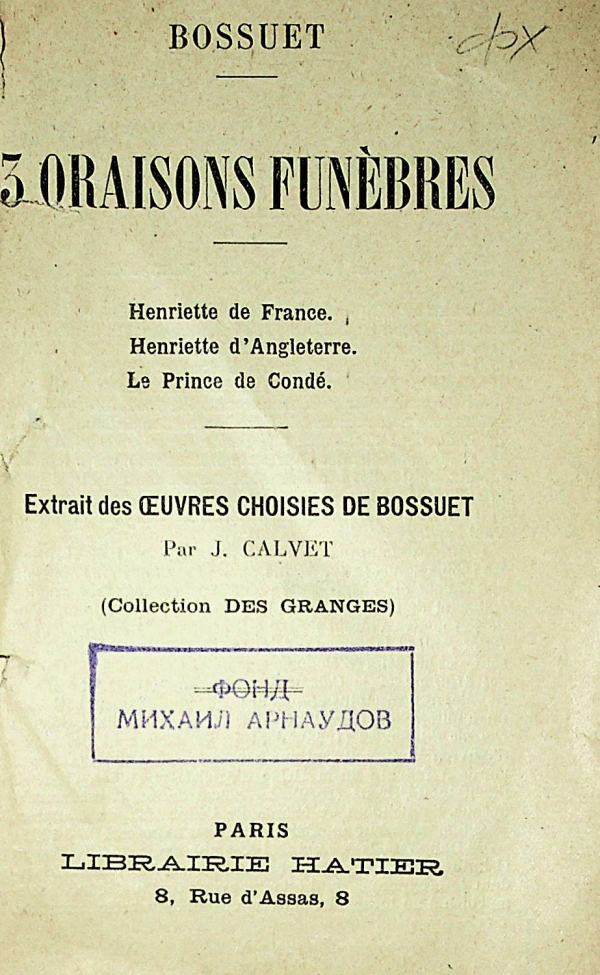 BOSSUET
3 ORAISONS FUNÈBRES
Henriette de France.
Henriette d'Angleterre.
Le Prince de Condé.
Extrait des ŒUVRES CHOISIES DE BOSSUET
Par J. CALVET
(Collection DES GRANGES)
ФОНД
МИХАИЛ АРНАУДОВ
PARIS
LIBRAIRIE HATIER
8, Rue d'Assas, 8